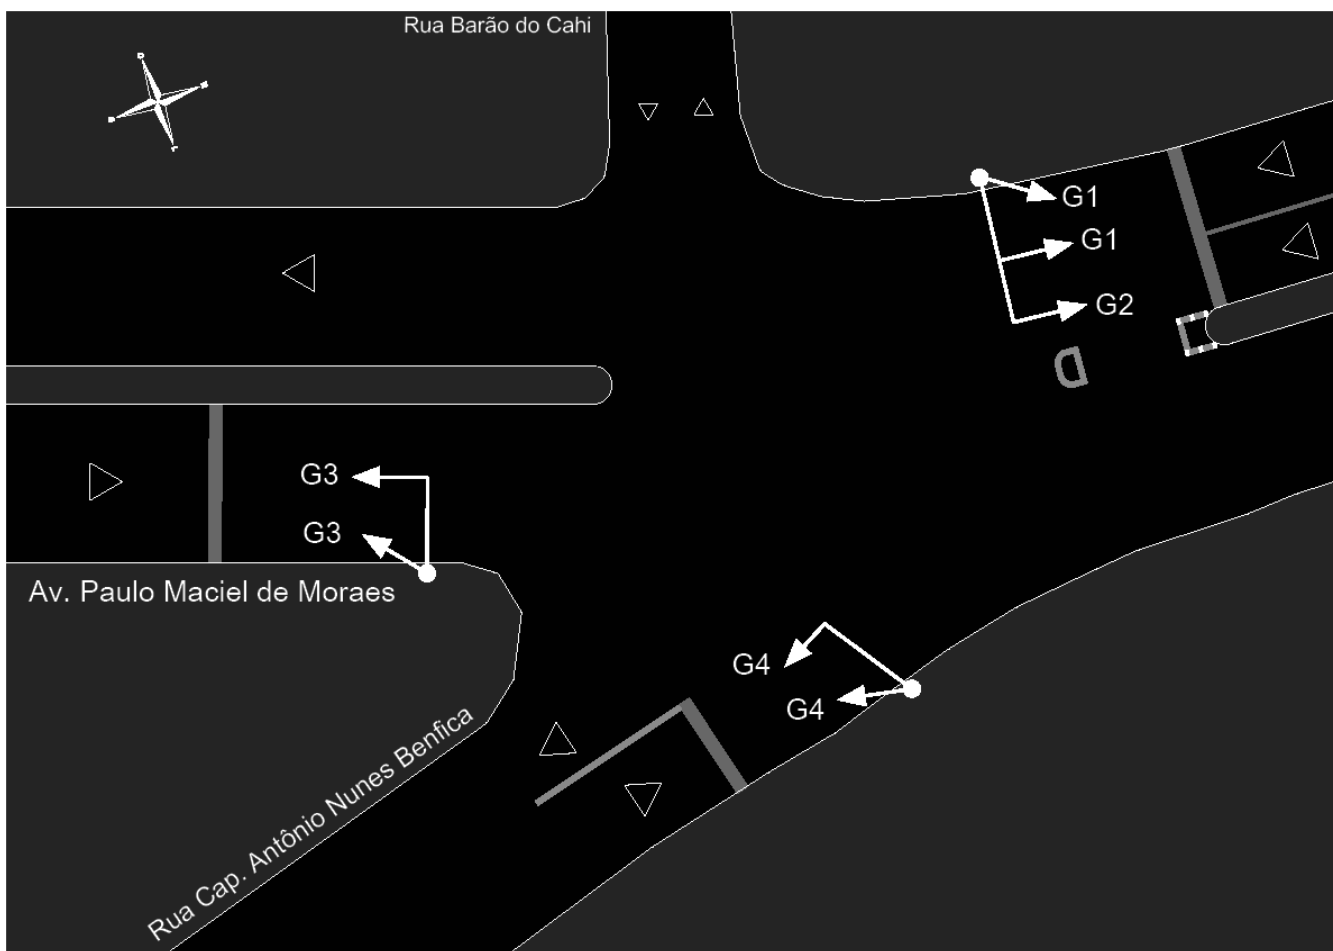 Rua Barão do Cahi
G1
G1
G2
D
G3
G3
Av. Paulo Maciel de Moraes
G4
G4
Rua Cap. Antônio Nunes Benfica